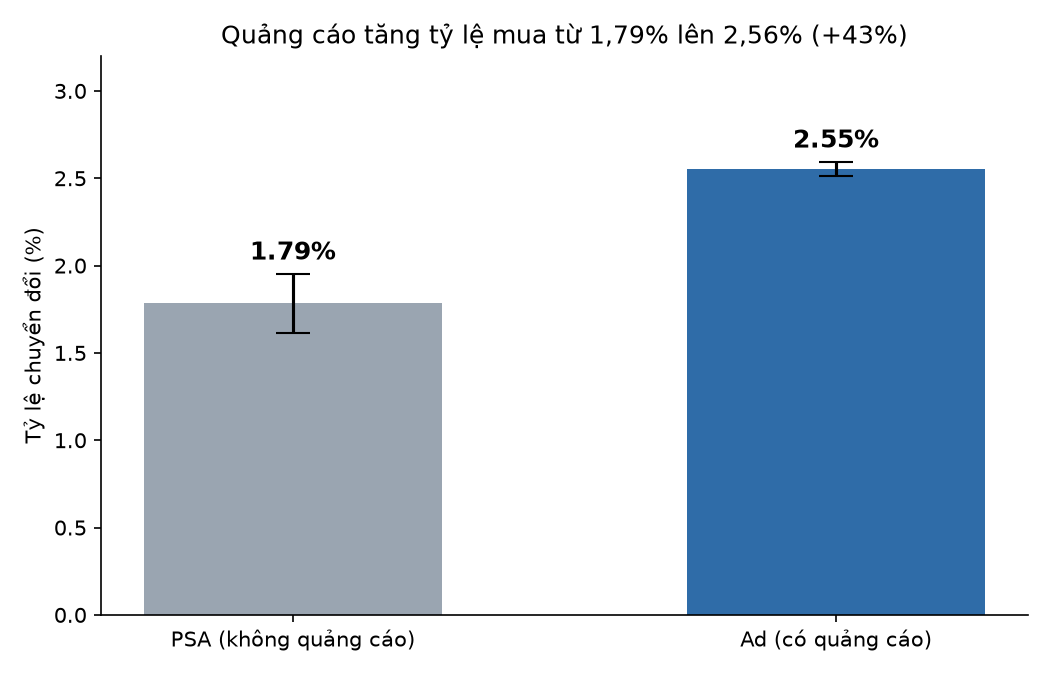 Quảng cáo tăng tỷ lệ mua từ 1,79% lên 2,56% (+43%)
Tỷ lệ chuyển đổi (%)
3.0
2.5
2.0
1.5
1.0
0.5
0.0
1.79%
2.55%
PSA (không quảng cáo)
Ad (có quảng cáo)